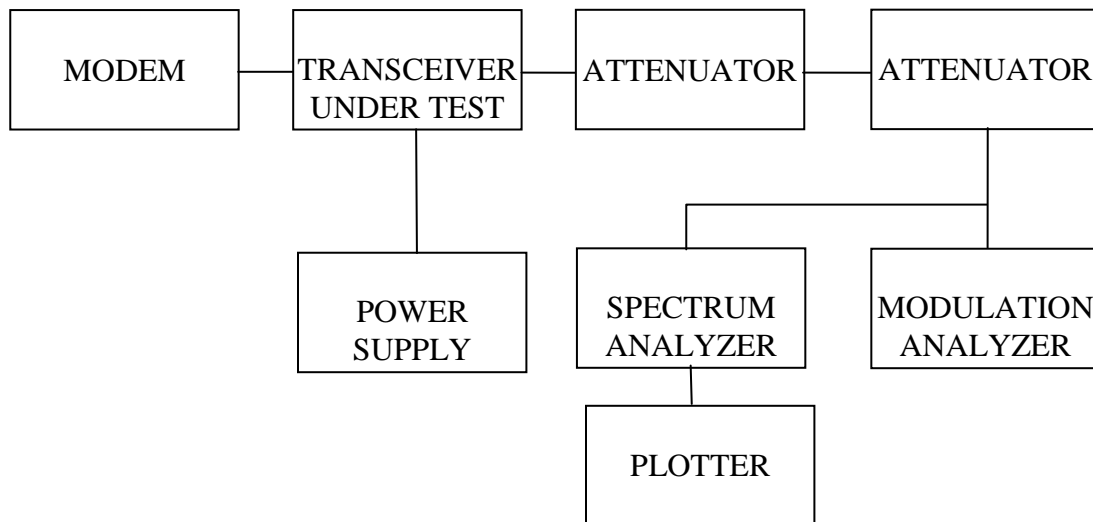 MODEM
TRANSCEIVER
UNDER TEST
ATTENUATOR
ATTENUATOR
POWER
SUPPLY
SPECTRUM
ANALYZER
MODULATION
ANALYZER
PLOTTER